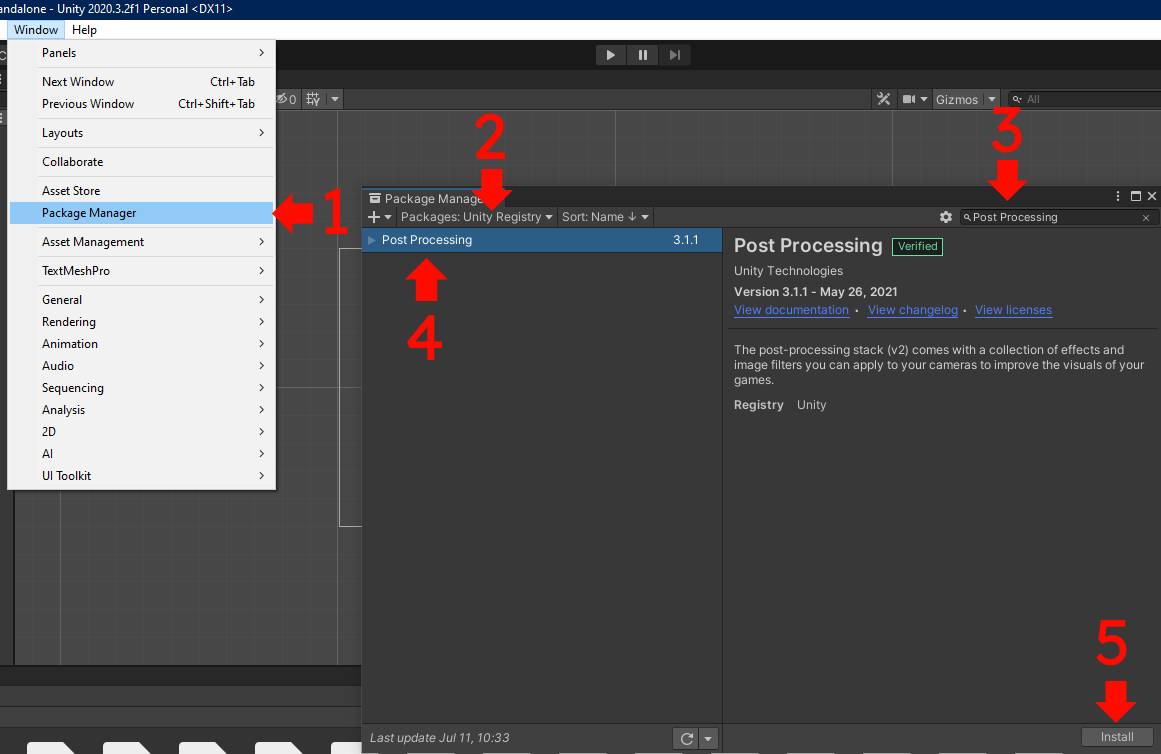 andalone - Unity 2020.3.2f1 Personal <DX11>
Window Help
Panels
Next Window Ctrl+Tab
Previous Window Ctrl+Shift+Tab
Layouts
Collaborate
Asset Store
Package Manager
Asset Management
TextMeshPro
General
Rendering
Animation
Audio
Sequencing
Analysis
2D
AI
UI Toolkit
0
Gizmos
All
1
2
3
Package Manage
Packages: Unity Registry
Sort: Name ↓
Post Processing
Post Processing 3.1.1
4
Post Processing Verified
Unity Technologies
Version 3.1.1 - May 26, 2021
View documentation • View changelog • View licenses
The post-processing stack (v2) comes with a collection of effects and
image filters you can apply to your cameras to improve the visuals of your
games.
Registry Unity
5
Last update Jul 11, 10:33
Install